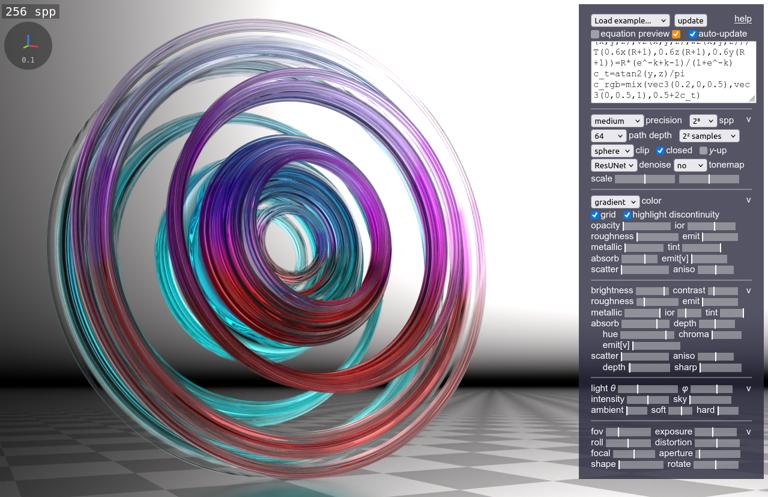 256 spp
0.1
Load example... update help
equation preview auto-update
T(0.6x(R+1),0.6z(R+1),0.6y(R
+1))=R*(e^-k+k-1)/(1+e^-k)
c_t=atan2(y,z)/pi
c_rgb=mix(vec3(0.2,0,0.5),vec
3(0,0.5,1),0.5+2c_t)
medium precision 2⁸ spp v
64 path depth 2² samples
sphere clip closed y-up
ResUNet denoise no tonemap
scale
gradient color v
grid highlight discontinuity
opacity ior
roughness emit
metallic tint
absorb emit[v]
scatter aniso
brightness contrast v
roughness emit
metallic ior tint
absorb depth
hue chroma
emit[v]
scatter aniso
depth sharp
light θ φ v
intensity sky
ambient soft hard
fov exposure v
roll distortion
focal aperture
shape rotate